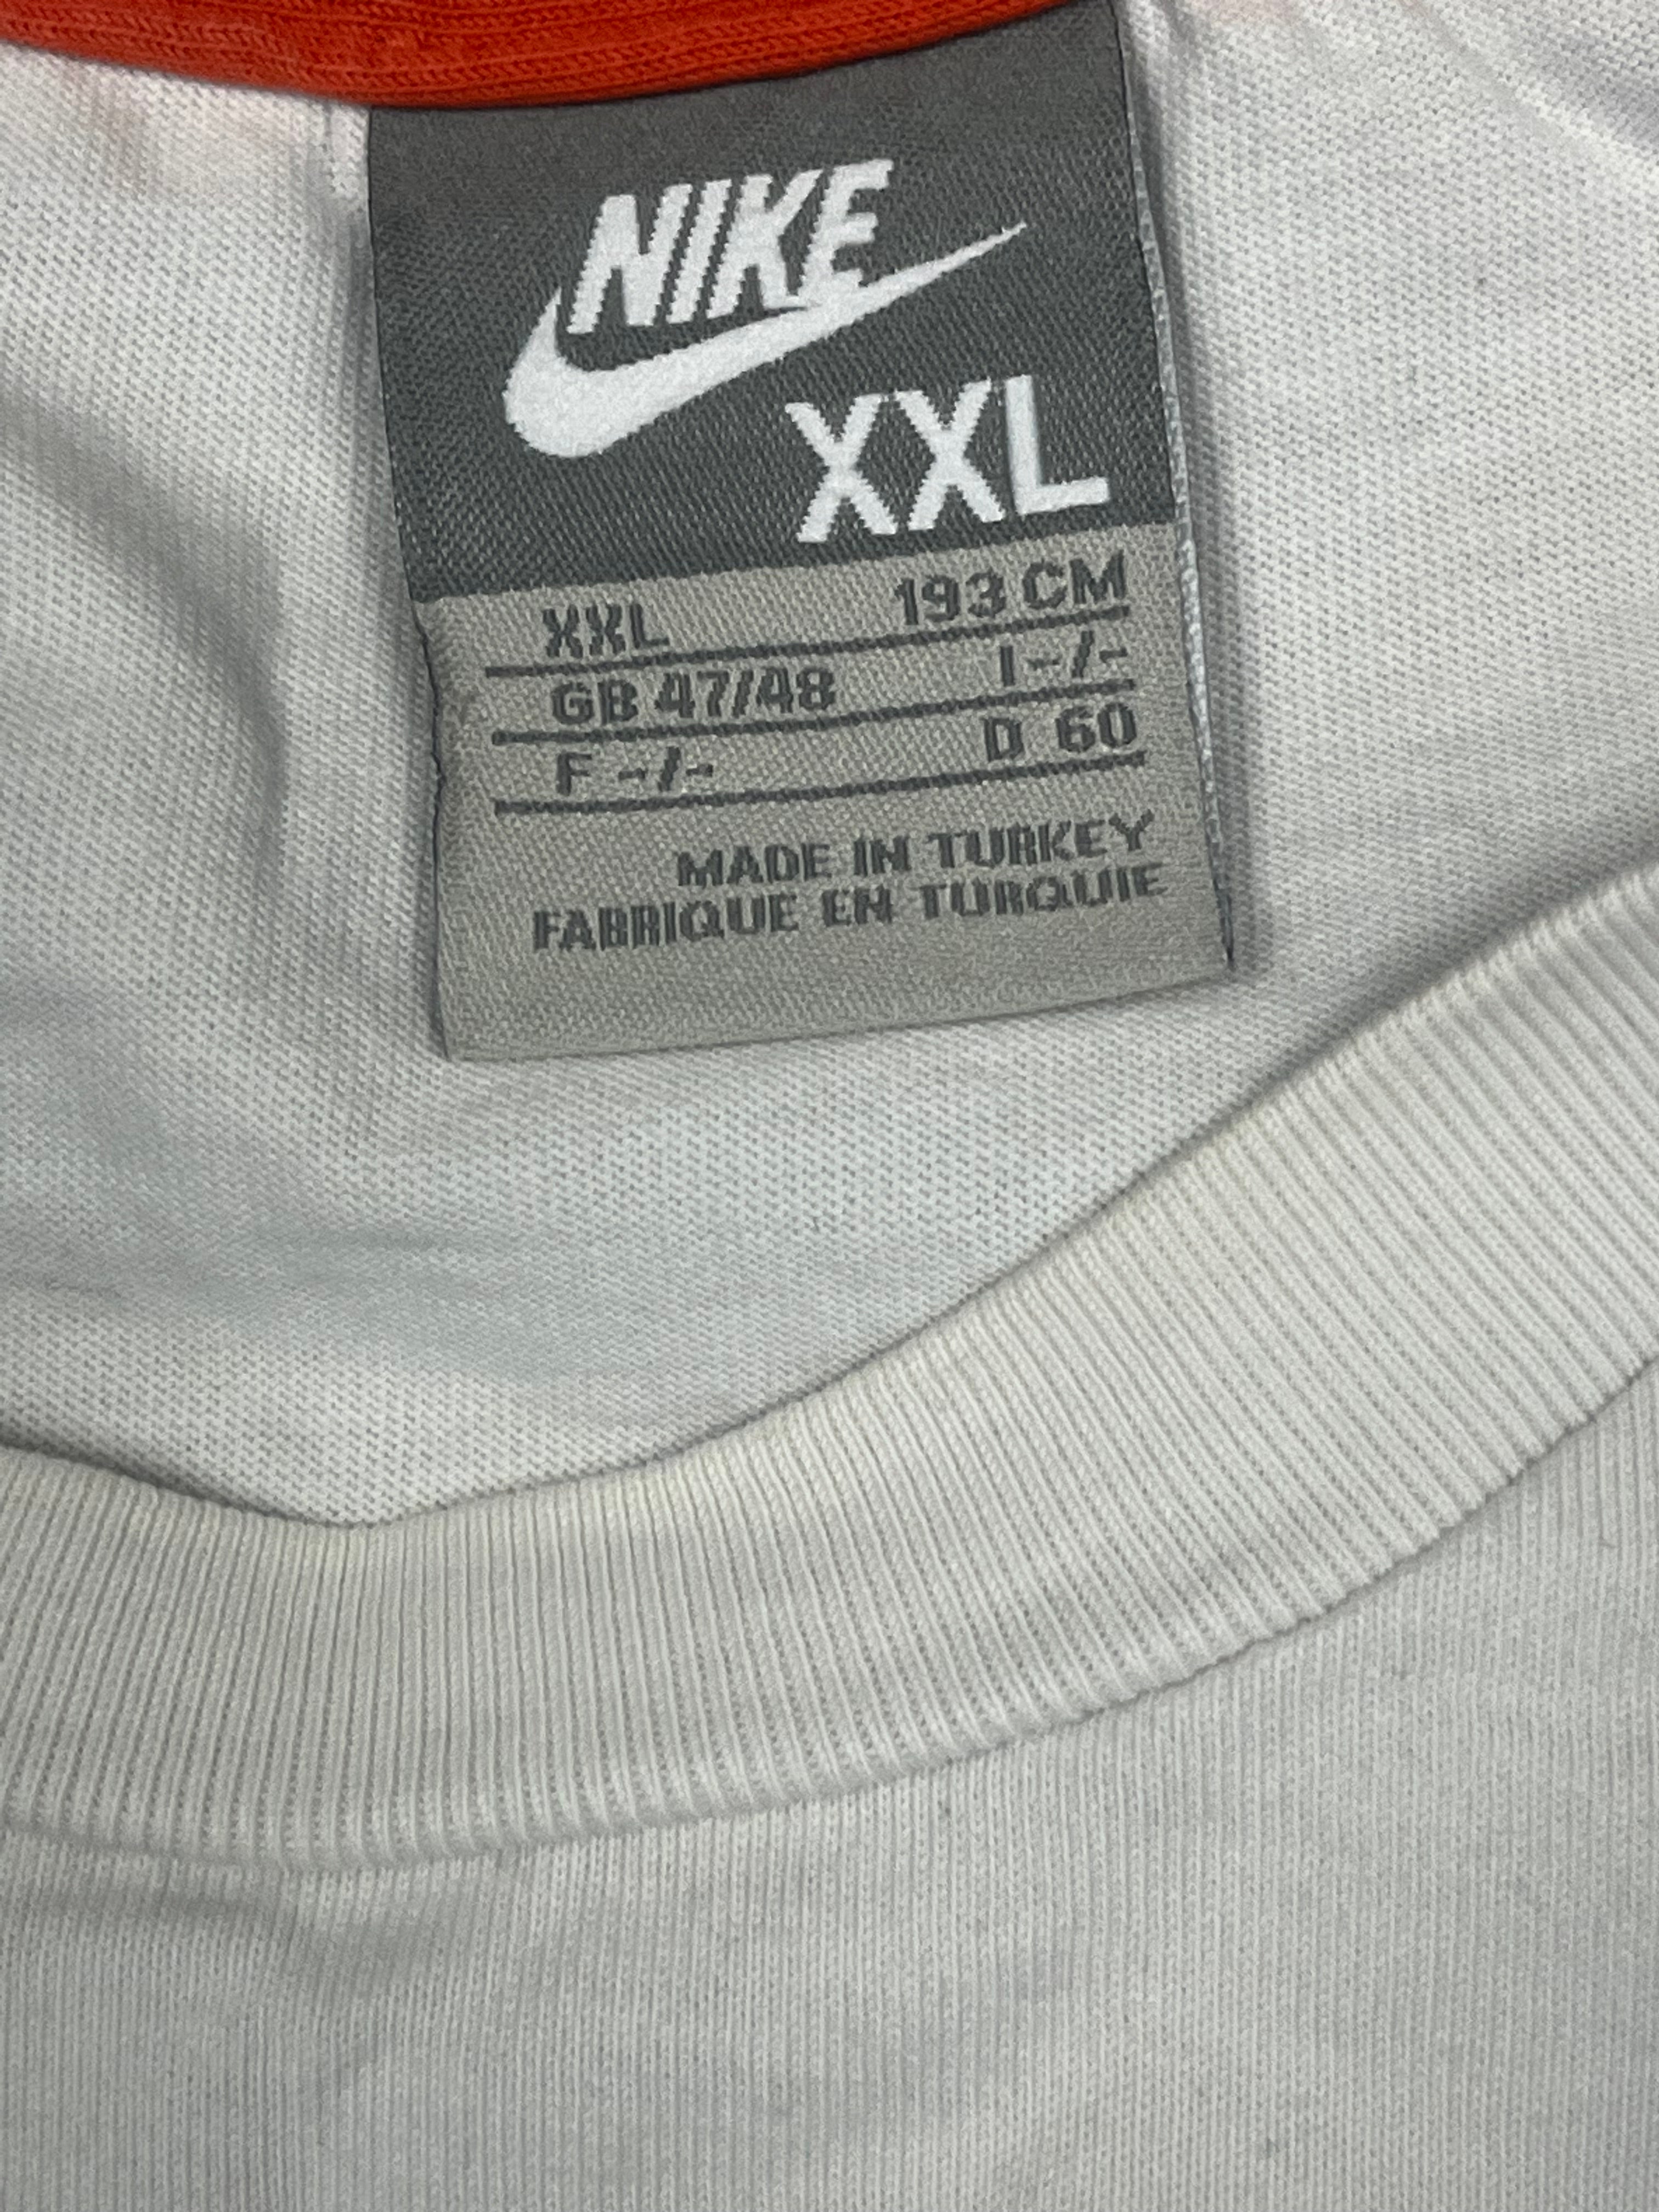 NIKE
XXL
XXL 193 CM
GB 47/48 I -/-
F -/- D 60
MADE IN TURKEY
FABRIQUE EN TURQUIE